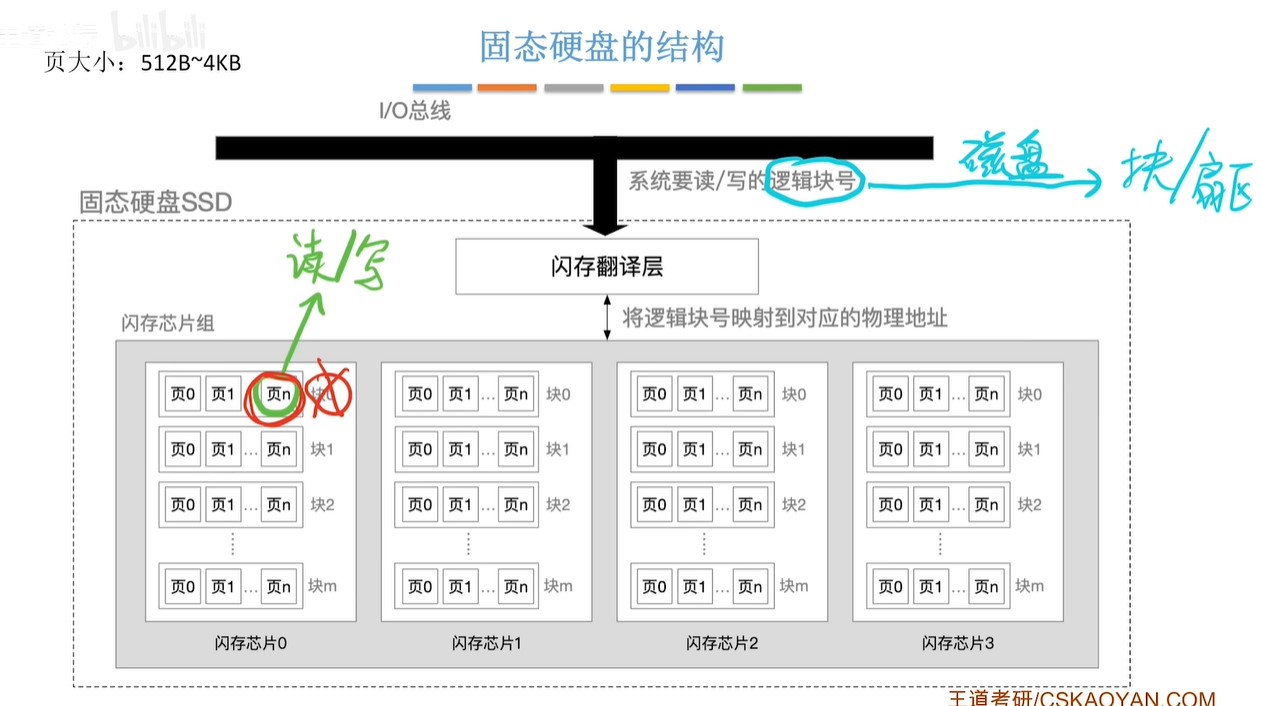 bilibili
固态硬盘的结构
页大小：512B~4KB
I/O总线
系统要读/写的逻辑块号
磁盘
块/扇区
固态硬盘SSD
读/写
闪存翻译层
将逻辑块号映射到对应的物理地址
闪存芯片组
页0 页1 页n 块0 页0 页1 … 页n 块0 页0 页1 … 页n 块0 页0 页1 … 页n 块0
页0 页1 … 页n 块1 页0 页1 … 页n 块1 页0 页1 … 页n 块1 页0 页1 … 页n 块1
页0 页1 … 页n 块2 页0 页1 … 页n 块2 页0 页1 … 页n 块2 页0 页1 … 页n 块2
页0 页1 … 页n 块m 页0 页1 … 页n 块m 页0 页1 … 页n 块m 页0 页1 … 页n 块m
闪存芯片0 闪存芯片1 闪存芯片2 闪存芯片3
王道考研/CSKAOYAN.COM